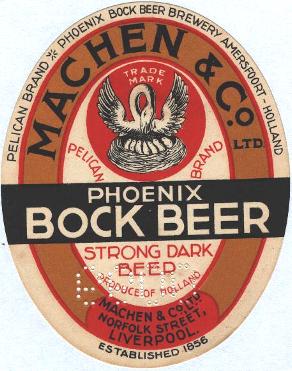 PELICAN BRAND * PHOENIX BOCK BEER BREWERY AMERSFOORT-HOLLAND
MACHEN & Co. LTD.
TRADE
MARK
PELICAN BRAND
PHOENIX
BOCK BEER
STRONG DARK
BEER
PRODUCE OF HOLLAND
MACHEN & CO. LTD
NORFOLK STREET,
LIVERPOOL.
ESTABLISHED 1856